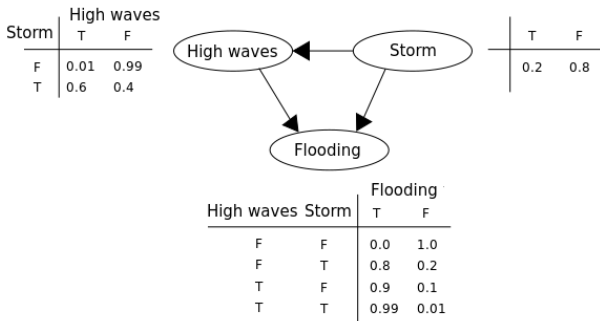 High waves
Storm T F
F 0.01 0.99
T 0.6 0.4
High waves
Storm
T F
0.2 0.8
Flooding
Flooding
High waves Storm T F
F F 0.0 1.0
F T 0.8 0.2
T F 0.9 0.1
T T 0.99 0.01